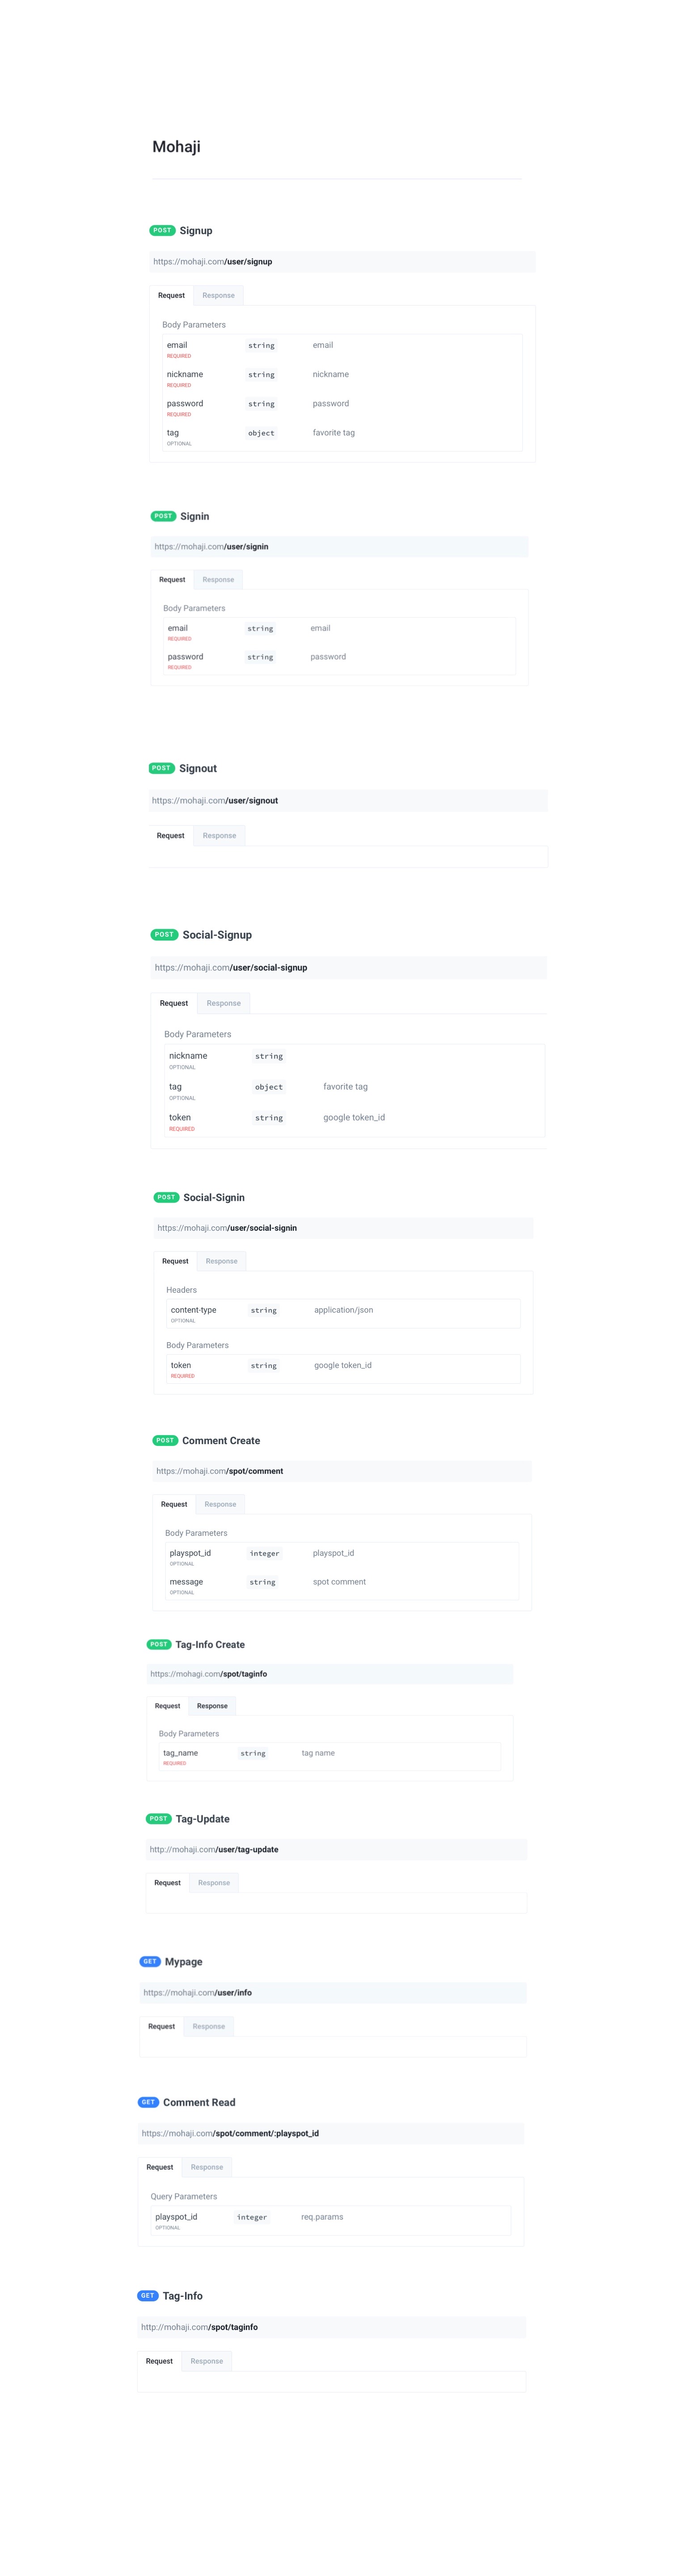 Mohaji
POST Signup
https://mohaji.com/user/signup
Request Response
Body Parameters
email string email
REQUIRED
nickname string nickname
REQUIRED
password string password
REQUIRED
tag object favorite tag
OPTIONAL
POST Signin
https://mohaji.com/user/signin
Request Response
Body Parameters
email string email
REQUIRED
password string password
REQUIRED
POST Signout
https://mohaji.com/user/signout
Request Response
POST Social-Signup
https://mohaji.com/user/social-signup
Request Response
Body Parameters
nickname string
OPTIONAL
tag object favorite tag
OPTIONAL
token string google token_id
REQUIRED
POST Social-Signin
https://mohaji.com/user/social-signin
Request Response
Headers
content-type string application/json
OPTIONAL
Body Parameters
token string google token_id
REQUIRED
POST Comment Create
https://mohaji.com/spot/comment
Request Response
Body Parameters
playspot_id integer playspot_id
OPTIONAL
message string spot comment
OPTIONAL
POST Tag-Info Create
https://mohagi.com/spot/taginfo
Request Response
Body Parameters
tag_name string tag name
REQUIRED
POST Tag-Update
http://mohaji.com/user/tag-update
Request Response
GET Mypage
https://mohaji.com/user/info
Request Response
GET Comment Read
https://mohaji.com/spot/comment/:playspot_id
Request Response
Query Parameters
playspot_id integer req.params
OPTIONAL
GET Tag-Info
http://mohaji.com/spot/taginfo
Request Response